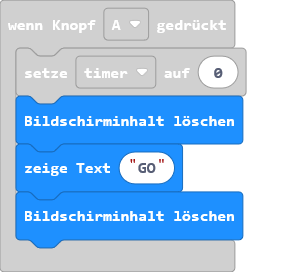 wenn Knopf A gedrückt
setze timer auf 0
Bildschirminhalt löschen
zeige Text "GO"
Bildschirminhalt löschen